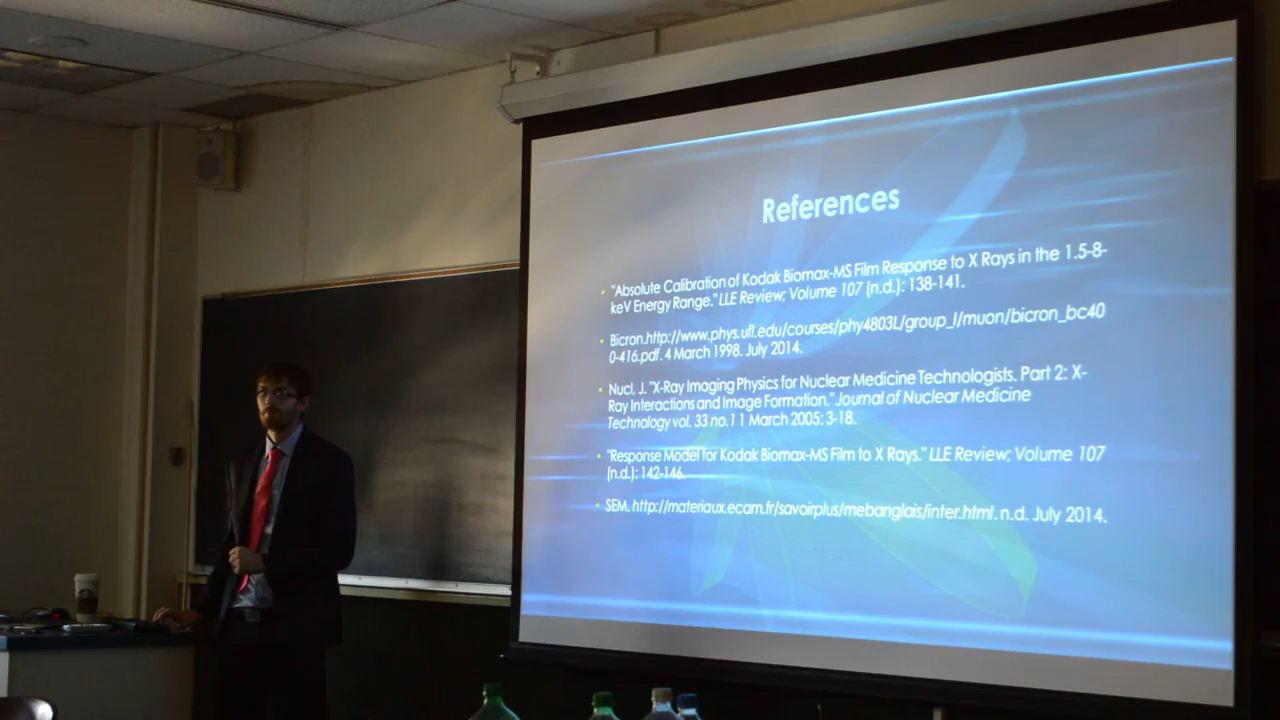 References
"Absolute Calibration of Kodak Biomax-MS Film Response to X Rays in the 1.5-8-
keV Energy Range." LLE Review; Volume 107 (n.d.): 138-141.
Bicron.http://www.phys.ufl.edu/courses/phy4803L/group_I/muon/bicron_bc40
0-416.pdf. 4 March 1998. July 2014.
Nucl, J. "X-Ray Imaging Physics for Nuclear Medicine Technologists. Part 2: X-
Ray Interactions and Image Formation." Journal of Nuclear Medicine
Technology vol. 33 no.1 1 March 2005: 3-18.
"Response Model for Kodak Biomax-MS Film to X Rays." LLE Review; Volume 107
(n.d.): 142-146.
SEM. http://materiaux.ecam.fr/savoirplus/mebanglais/inter.html. n.d. July 2014.